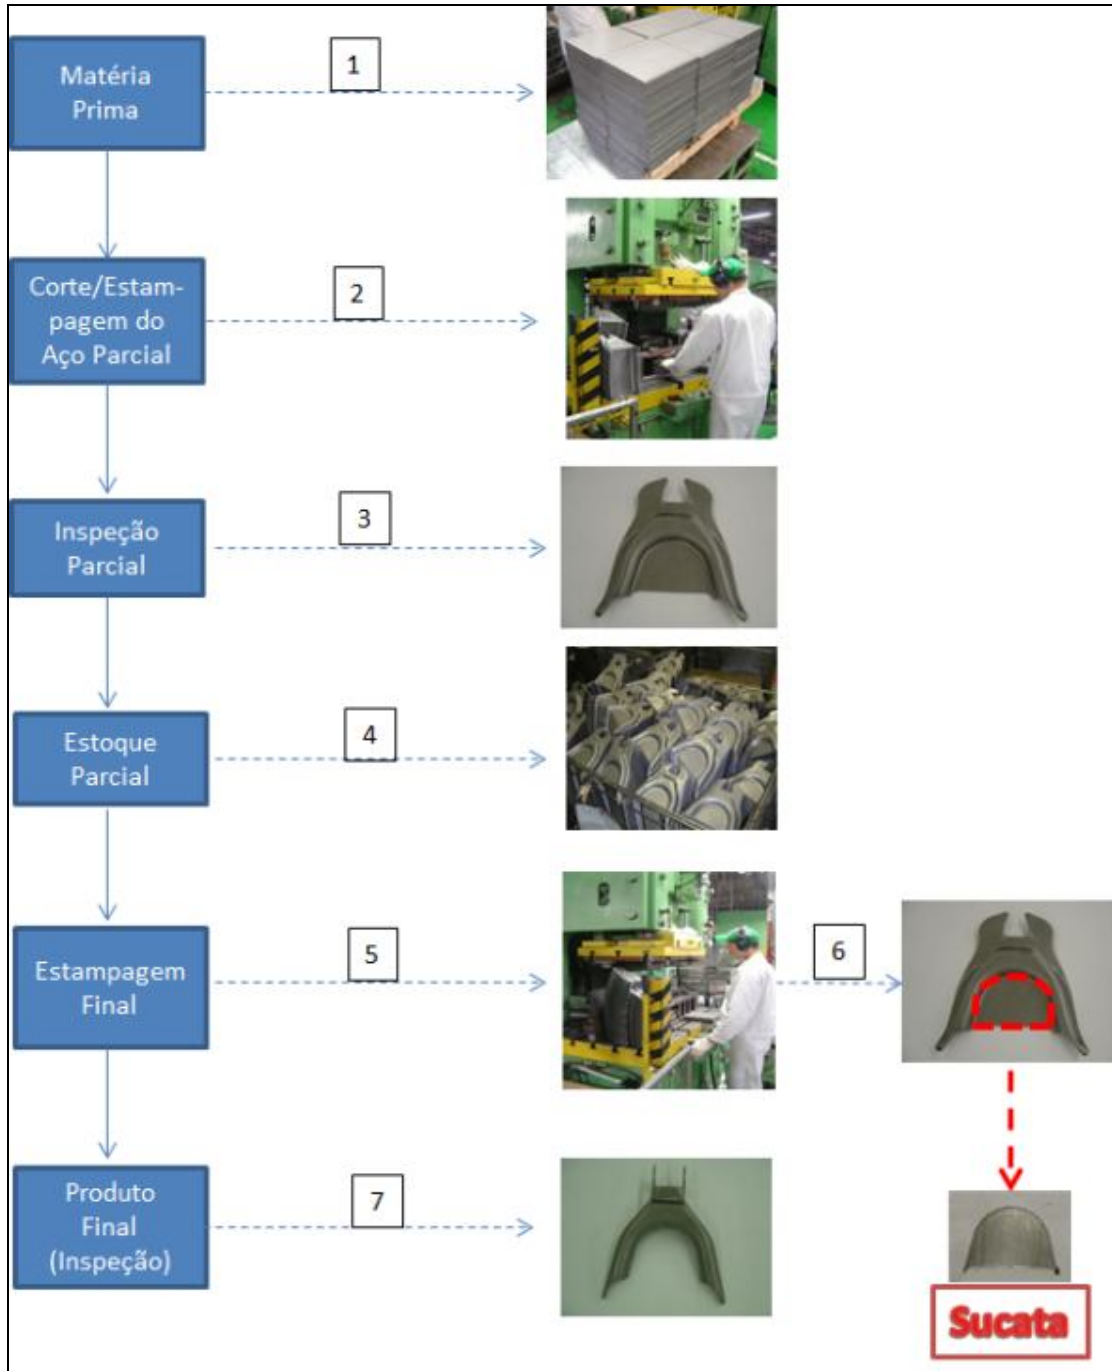 Matéria
Prima
1
Corte/Estam-
pagem do
Aço Parcial
2
Inspeção
Parcial
3
Estoque
Parcial
4
Estampagem
Final
5
6
Produto
Final
(Inspeção)
7
Sucata